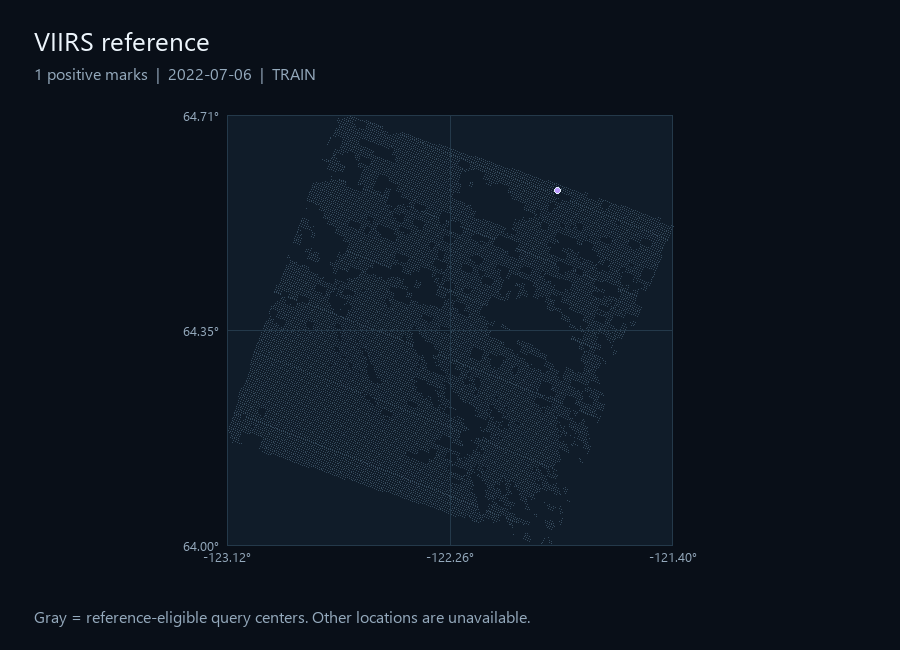 VIIRS reference
1 positive marks | 2022-07-06 | TRAIN
64.71°
64.35°
64.00°
-123.12° -122.26° -121.40°
Gray = reference-eligible query centers. Other locations are unavailable.